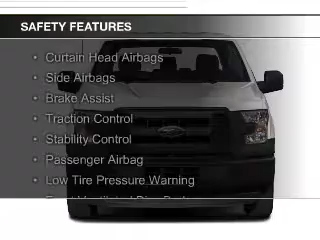 SAFETY FEATURES
• Curtain Head Airbags
• Side Airbags
• Brake Assist
• Traction Control
• Stability Control
• Passenger Airbag
• Low Tire Pressure Warning
Ford